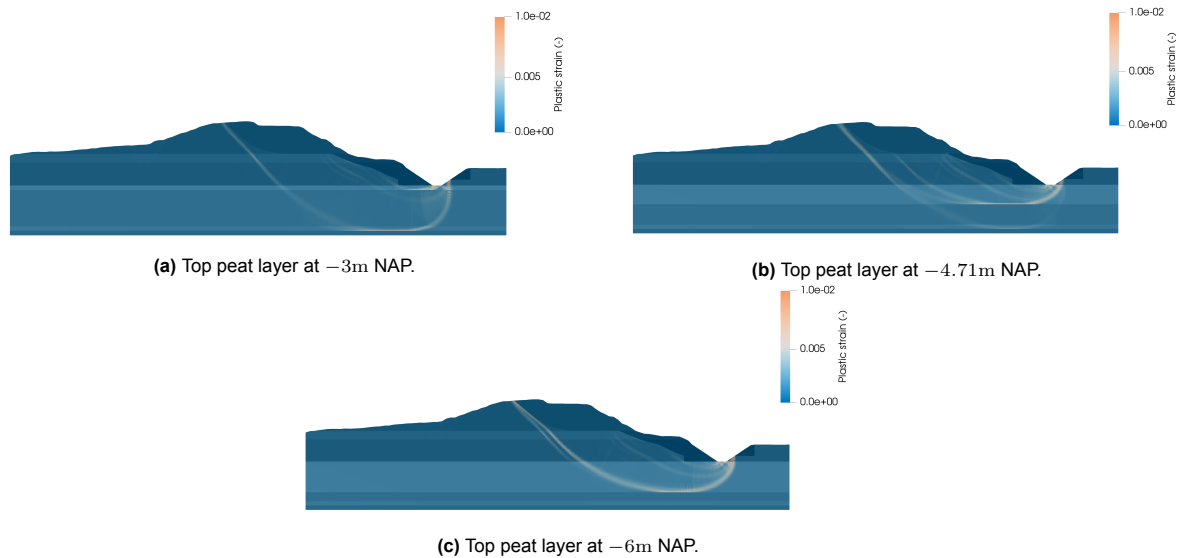 1.0e-02
0.005
0.0e+00
Plastic strain (-)
(a) Top peat layer at −3m NAP.
1.0e-02
0.005
0.0e+00
Plastic strain (-)
(b) Top peat layer at −4.71m NAP.
1.0e-02
0.005
0.0e+00
Plastic strain (-)
(c) Top peat layer at −6m NAP.